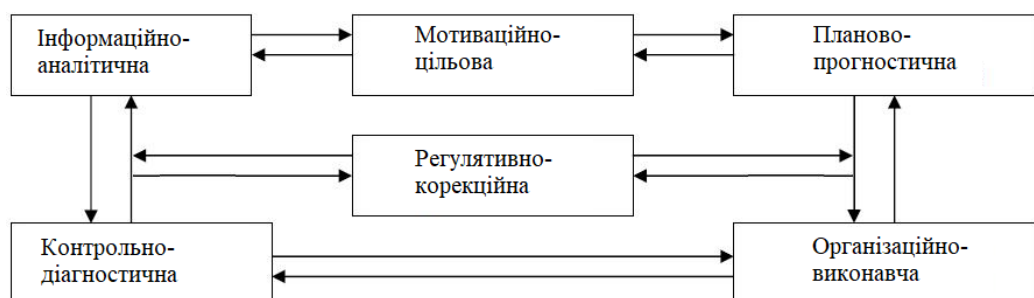 Інформаційно-
аналітична
Мотиваційно-
цільова
Планово-
прогностична
Регулятивно-
корекційна
Контрольно-
діагностична
Організаційно-
виконавча